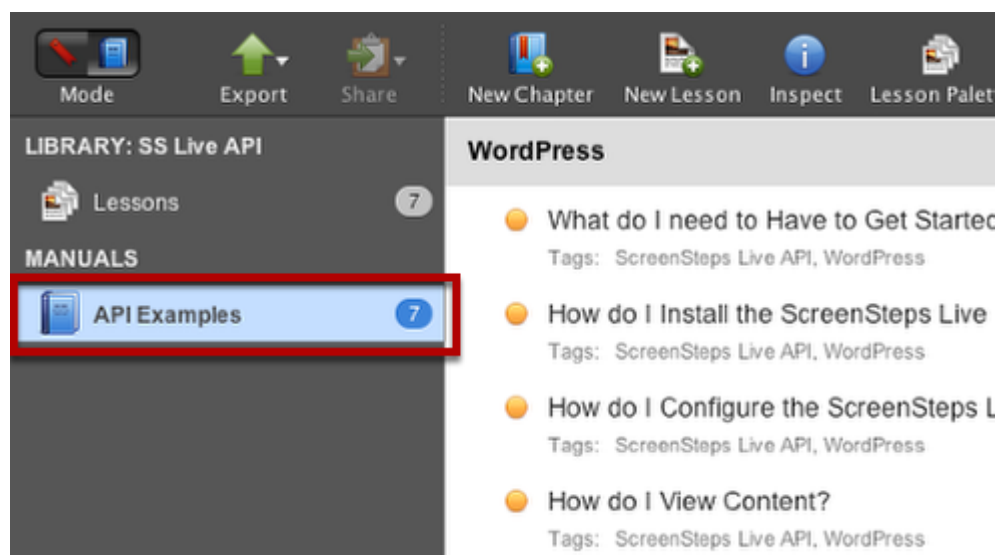 Mode Export Share New Chapter New Lesson Inspect Lesson Palet
LIBRARY: SS Live API
Lessons 7
MANUALS
API Examples 7
WordPress
What do I need to Have to Get Started
Tags: ScreenSteps Live API, WordPress
How do I Install the ScreenSteps Live
Tags: ScreenSteps Live API, WordPress
How do I Configure the ScreenSteps L
Tags: ScreenSteps Live API, WordPress
How do I View Content?
Tags: ScreenSteps Live API, WordPress